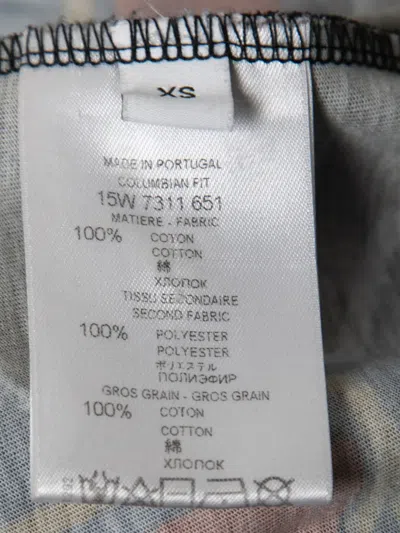 XS
MADE IN PORTUGAL
COLUMBIAN FIT
15W 7311 651
MATIERE - FABRIC
100% COTON
COTTON
綿
ХЛОПОК
TISSU SECONDAIRE
SECOND FABRIC
100% POLYESTER
POLYESTER
ポリエステル
ПОЛИЭФИР
GROS GRAIN - GROS GRAIN
100% COTON
COTTON
綿
ХЛОПОК